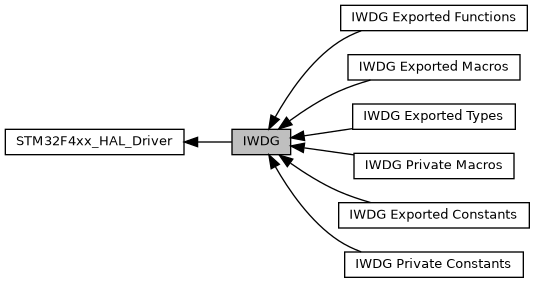 IWDG Exported Functions
IWDG Exported Macros
IWDG Exported Types
STM32F4xx_HAL_Driver
IWDG
IWDG Private Macros
IWDG Exported Constants
IWDG Private Constants